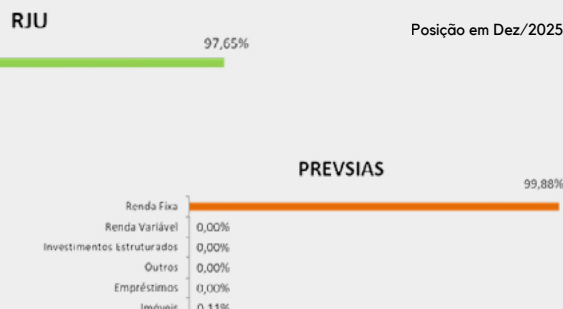 RJU
Posição em Dez/2025
97,65%
PREVSIAS
99,88%
Renda Fixa
Renda Variável 0,00%
Investimentos Estruturados 0,00%
Outros 0,00%
Empréstimos 0,00%
Imóveis 0,11%